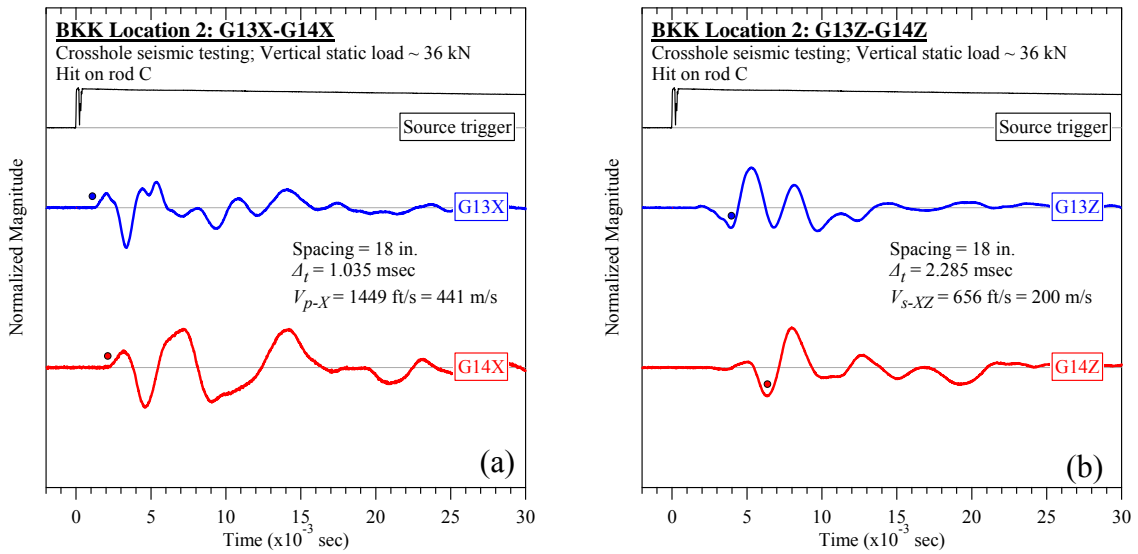 BKK Location 2: G13X-G14X
Crosshole seismic testing; Vertical static load ~ 36 kN
Hit on rod C
Source trigger
G13X
Spacing = 18 in.
Δt = 1.035 msec
Vp-X = 1449 ft/s = 441 m/s
G14X
(a)
Normalized Magnitude
0 5 10 15 20 25 30
Time (x10-3 sec)
BKK Location 2: G13Z-G14Z
Crosshole seismic testing; Vertical static load ~ 36 kN
Hit on rod C
Source trigger
G13Z
Spacing = 18 in.
Δt = 2.285 msec
Vs-XZ = 656 ft/s = 200 m/s
G14Z
(b)
Normalized Magnitude
0 5 10 15 20 25 30
Time (x10-3 sec)